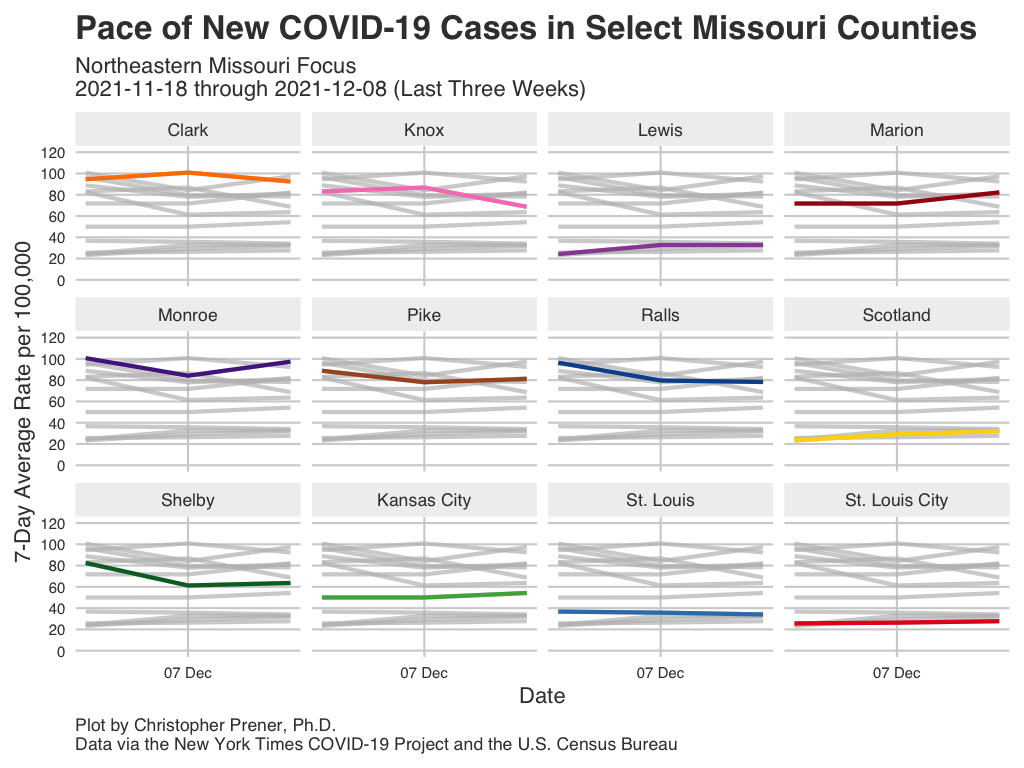 Pace of New COVID-19 Cases in Select Missouri Counties
Northeastern Missouri Focus
2021-11-18 through 2021-12-08 (Last Three Weeks)
7-Day Average Rate per 100,000
Clark
Knox
Lewis
Marion
120
100
80
60
40
20
0
Monroe
Pike
Ralls
Scotland
120
100
80
60
40
20
0
Shelby
Kansas City
St. Louis
St. Louis City
120
100
80
60
40
20
0
07 Dec
07 Dec
07 Dec
07 Dec
Date
Plot by Christopher Prener, Ph.D.
Data via the New York Times COVID-19 Project and the U.S. Census Bureau